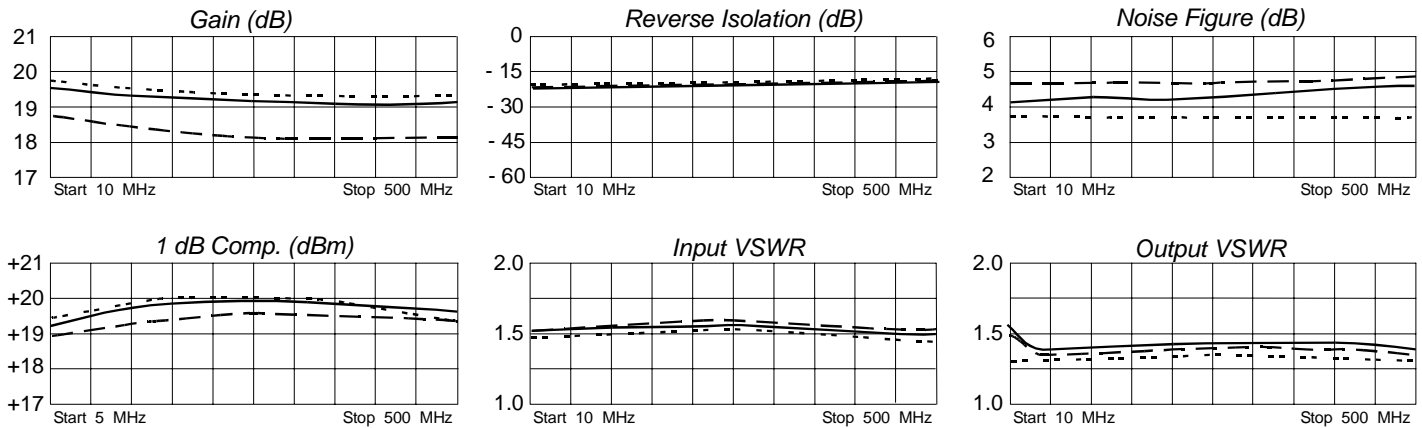 Gain (dB)
21
20
19
18
17
Start 10 MHz Stop 500 MHz
Reverse Isolation (dB)
0
- 15
- 30
- 45
- 60
Start 10 MHz Stop 500 MHz
Noise Figure (dB)
6
5
4
3
2
Start 10 MHz Stop 500 MHz
1 dB Comp. (dBm)
+21
+20
+19
+18
+17
Start 5 MHz Stop 500 MHz
Input VSWR
2.0
1.5
1.0
Start 10 MHz Stop 500 MHz
Output VSWR
2.0
1.5
1.0
Start 10 MHz Stop 500 MHz